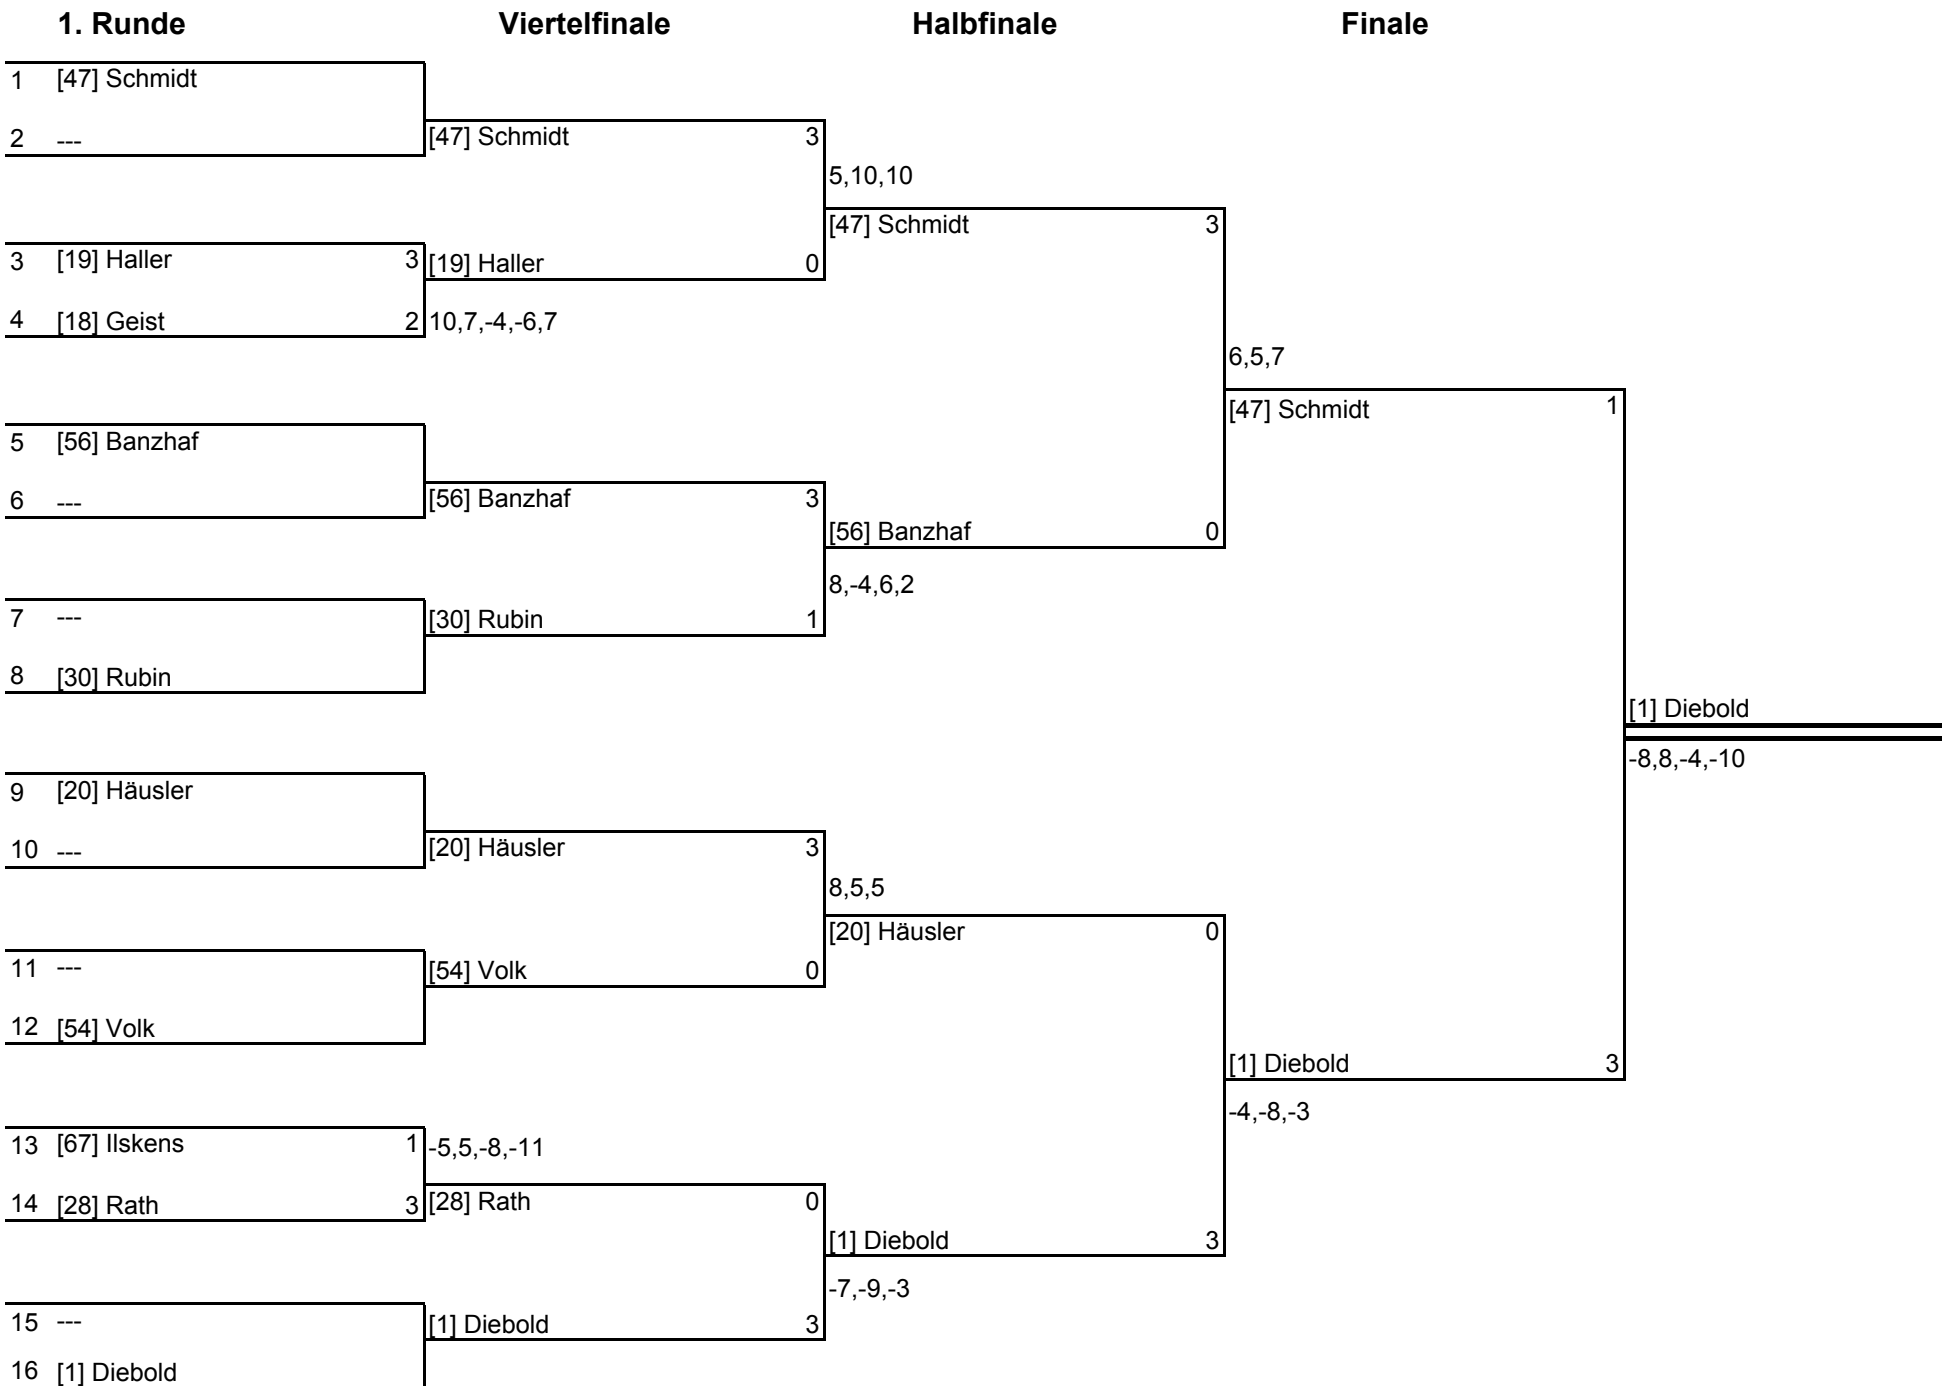 1. Runde Viertelfinale Halbfinale Finale
1 [47] Schmidt
2 --- [47] Schmidt 3
5,10,10
[47] Schmidt 3
3 [19] Haller 3 [19] Haller 0
4 [18] Geist 2 10,7,-4,-6,7
6,5,7
[47] Schmidt 1
5 [56] Banzhaf
6 --- [56] Banzhaf 3
[56] Banzhaf 0
8,-4,6,2
7 --- [30] Rubin 1
8 [30] Rubin
[1] Diebold
-8,8,-4,-10
9 [20] Häusler
10 --- [20] Häusler 3
8,5,5
[20] Häusler 0
11 --- [54] Volk 0
12 [54] Volk
[1] Diebold 3
-4,-8,-3
13 [67] Ilskens 1 -5,5,-8,-11
14 [28] Rath 3 [28] Rath 0
[1] Diebold 3
-7,-9,-3
15 --- [1] Diebold 3
16 [1] Diebold